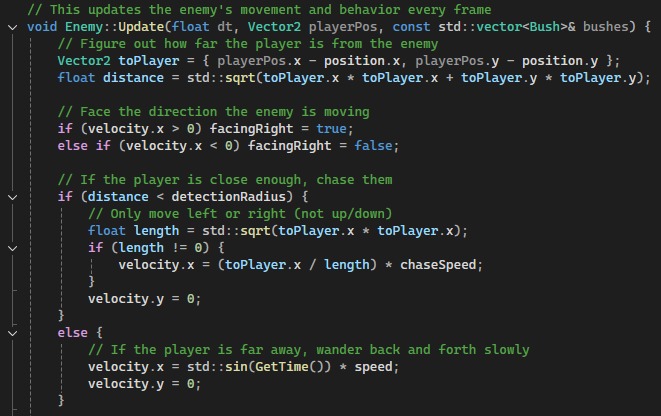 // This updates the enemy's movement and behavior every frame
void Enemy::Update(float dt, Vector2 playerPos, const std::vector<Bush>& bushes) {
// Figure out how far the player is from the enemy
Vector2 toPlayer = { playerPos.x - position.x, playerPos.y - position.y };
float distance = std::sqrt(toPlayer.x * toPlayer.x + toPlayer.y * toPlayer.y);
// Face the direction the enemy is moving
if (velocity.x > 0) facingRight = true;
else if (velocity.x < 0) facingRight = false;
// If the player is close enough, chase them
if (distance < detectionRadius) {
// Only move left or right (not up/down)
float length = std::sqrt(toPlayer.x * toPlayer.x);
if (length != 0) {
velocity.x = (toPlayer.x / length) * chaseSpeed;
}
velocity.y = 0;
}
else {
// If the player is far away, wander back and forth slowly
velocity.x = std::sin(GetTime()) * speed;
velocity.y = 0;
}